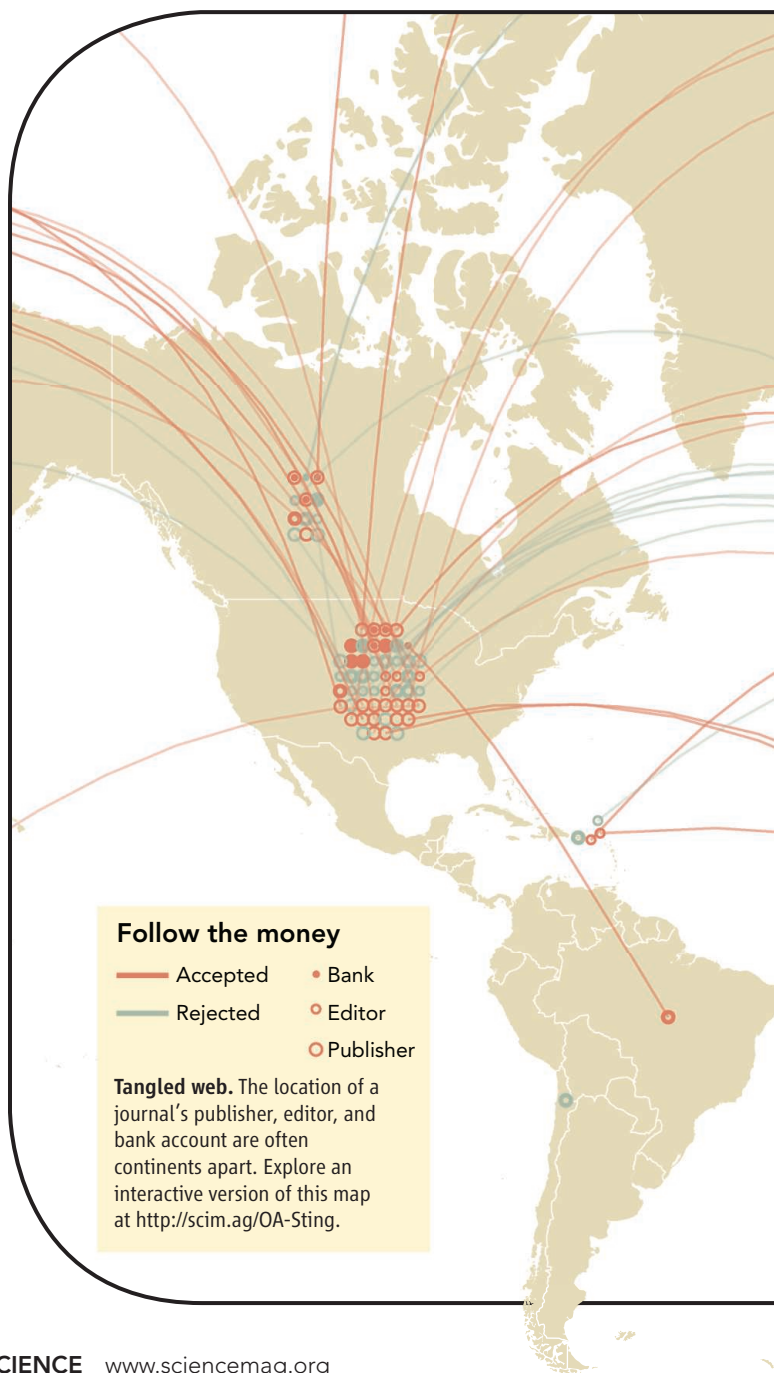 Follow the money
Accepted
Bank
Rejected
Editor
Publisher
Tangled web. The location of a
journal's publisher, editor, and
bank account are often
continents apart. Explore an
interactive version of this map
at http://scim.ag/OA-Sting.
CIENCE www.sciencemag.org